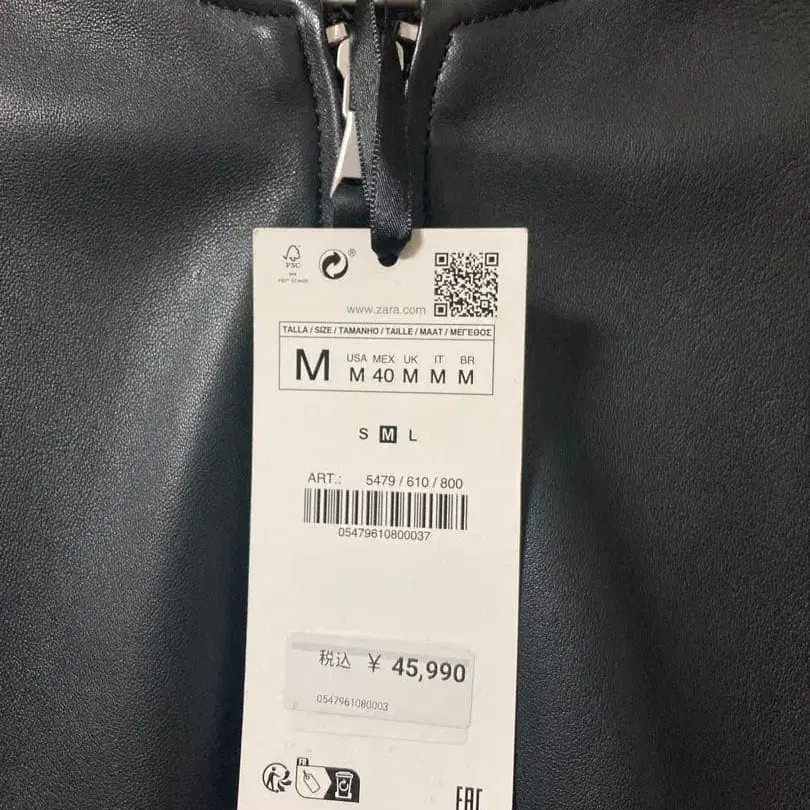 FSC
®
www.zara.com
TALLA / SIZE / TAMANHO / TAILLE / MAAT / ΜΕΓΕΘΟΣ
M
USA MEX UK IT BR
M 40 M M M
S M L
ART.: 5479 / 610 / 800
05479610800037
税込 ¥ 45,990
0547961080003
FR
EAC